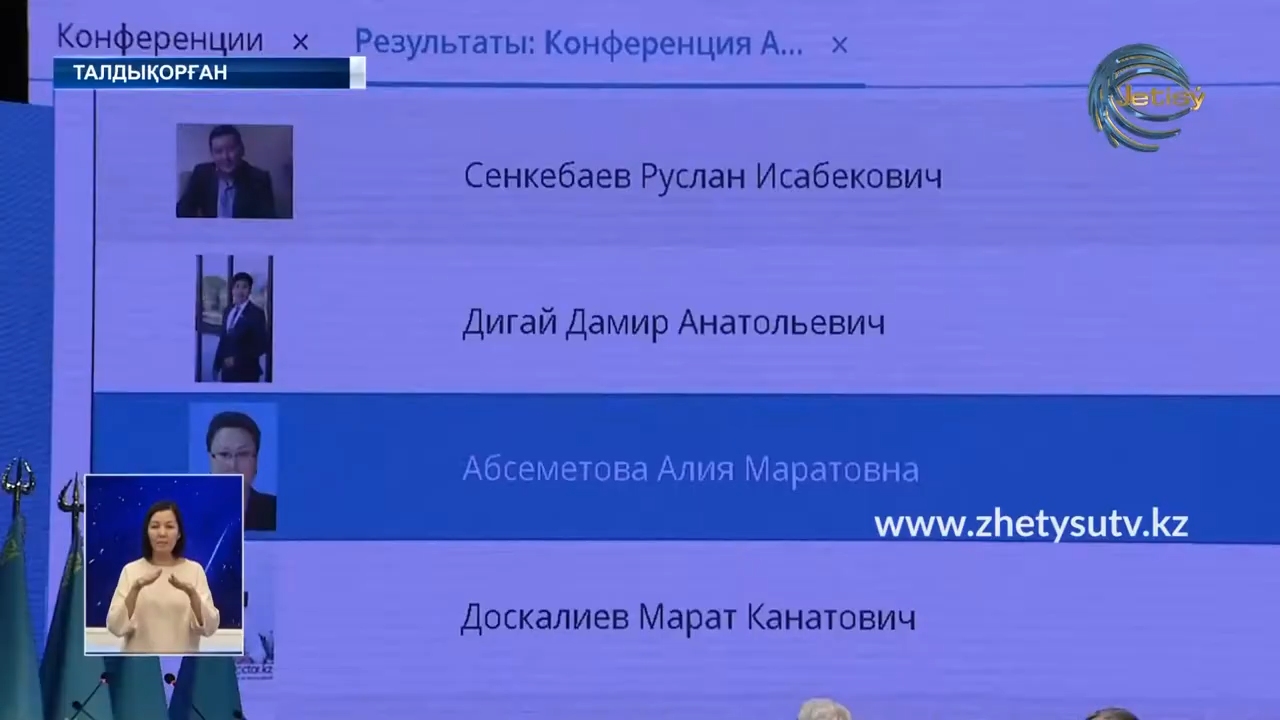 Конференции ×
Результаты: Конференция А... ×
ТАЛДЫҚОРҒАН
Jetisý
Сенкебаев Руслан Исабекович
Дигай Дамир Анатольевич
Абсеметова Алия Маратовна
www.zhetysutv.kz
Доскалиев Марат Канатович